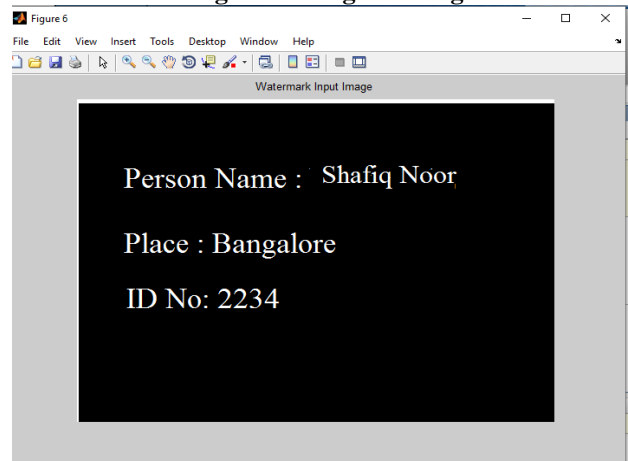 Figure 6
File Edit View Insert Tools Desktop Window Help
Watermark Input Image
Person Name : Shafiq Noor
Place : Bangalore
ID No: 2234